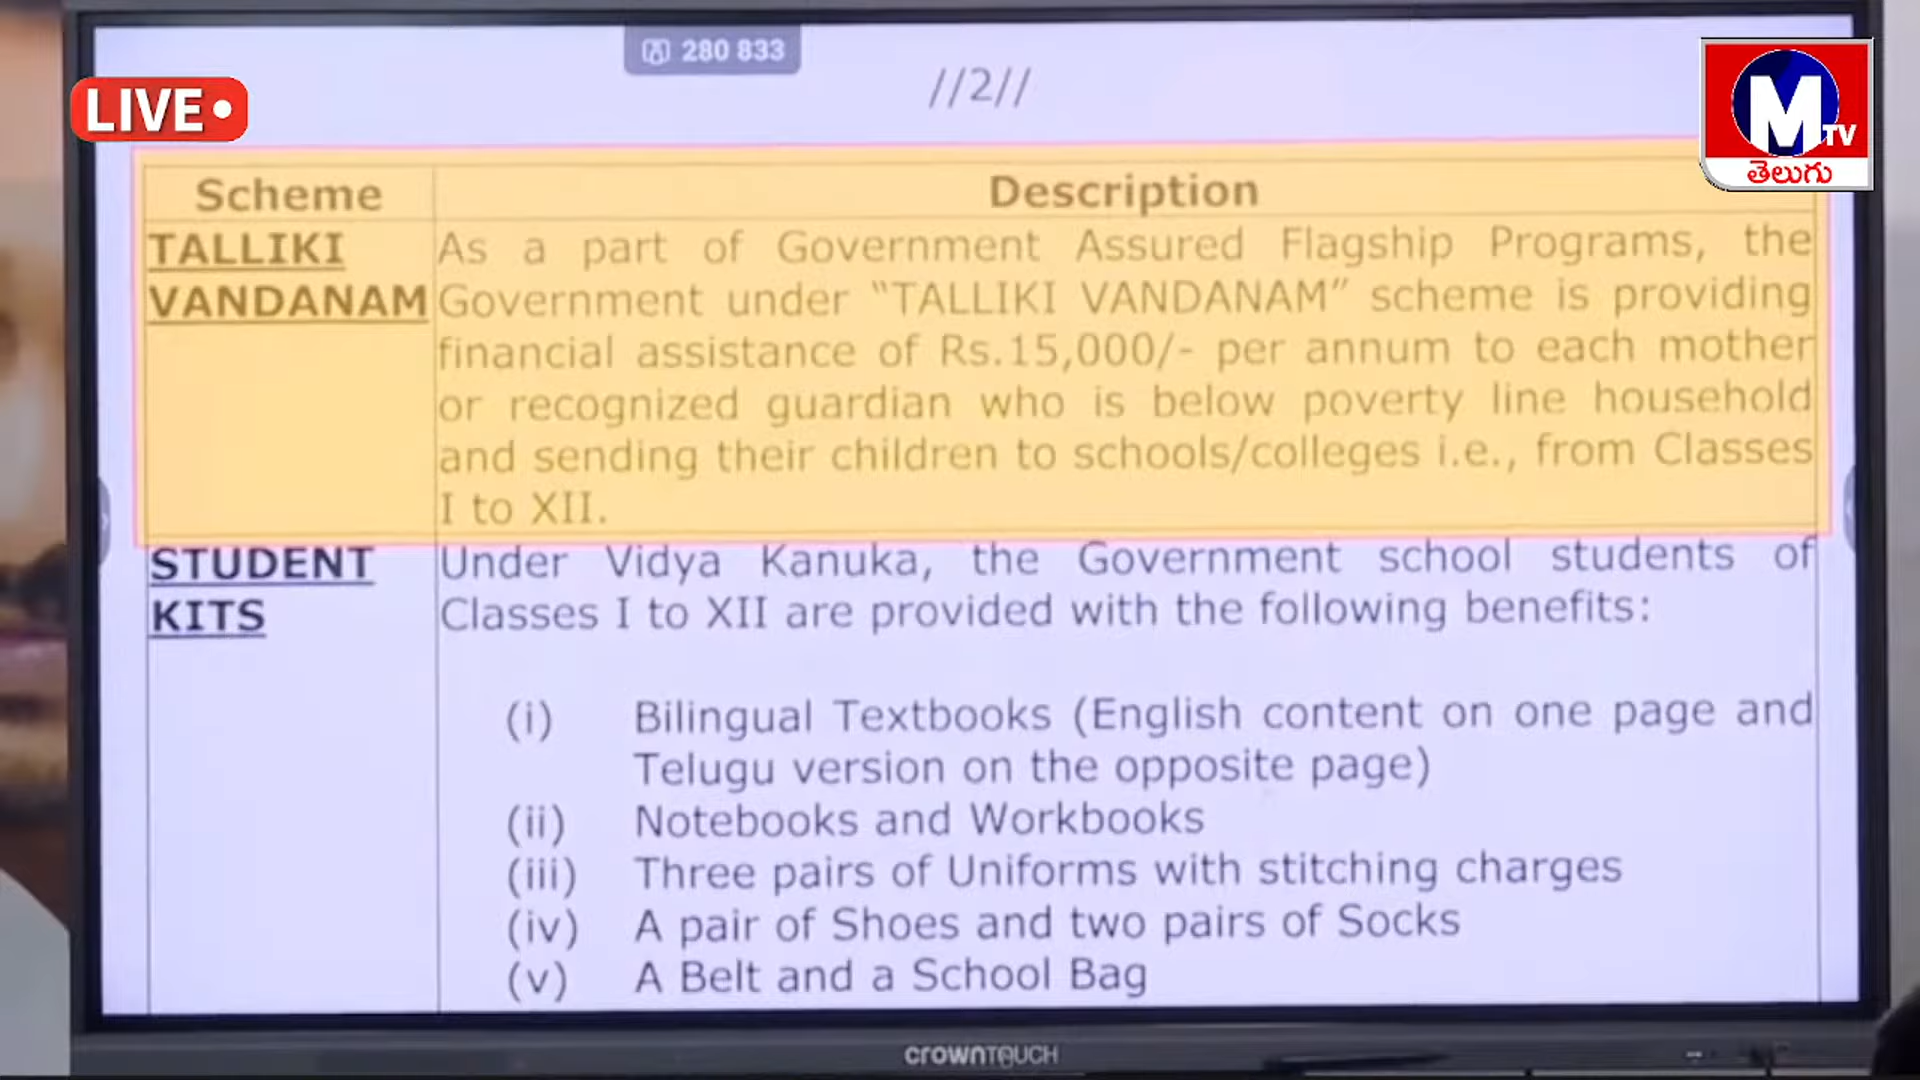 280 833
//2//
LIVE
M TV
తెలుగు
Scheme Description
TALLIKI
VANDANAM
As a part of Government Assured Flagship Programs, the
Government under “TALLIKI VANDANAM” scheme is providing
financial assistance of Rs.15,000/- per annum to each mother
or recognized guardian who is below poverty line household
and sending their children to schools/colleges i.e., from Classes
I to XII.
STUDENT
KITS
Under Vidya Kanuka, the Government school students of
Classes I to XII are provided with the following benefits:
(i) Bilingual Textbooks (English content on one page and
Telugu version on the opposite page)
(ii) Notebooks and Workbooks
(iii) Three pairs of Uniforms with stitching charges
(iv) A pair of Shoes and two pairs of Socks
(v) A Belt and a School Bag
crownTOUCH